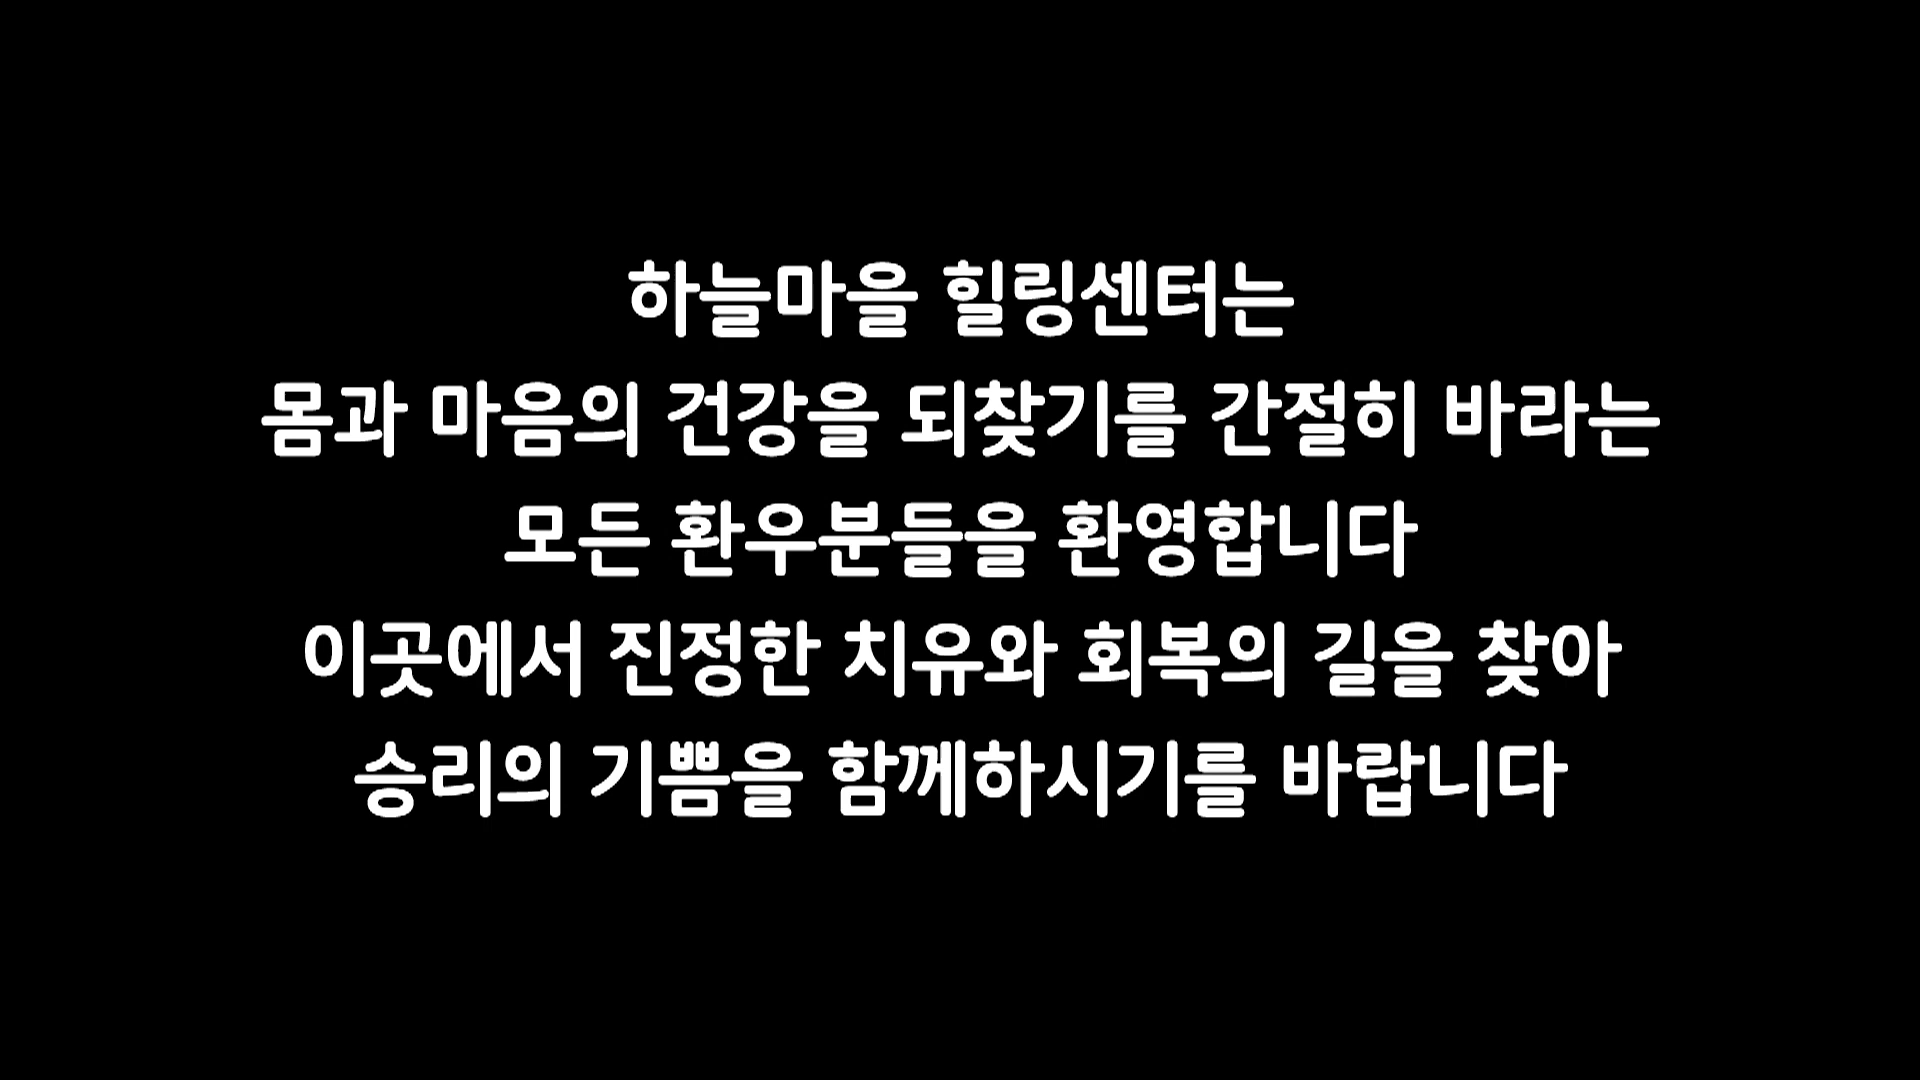 하늘마을 힐링센터는
몸과 마음의 건강을 되찾기를 간절히 바라는
모든 환우분들을 환영합니다
이곳에서 진정한 치유와 회복의 길을 찾아
승리의 기쁨을 함께하시기를 바랍니다